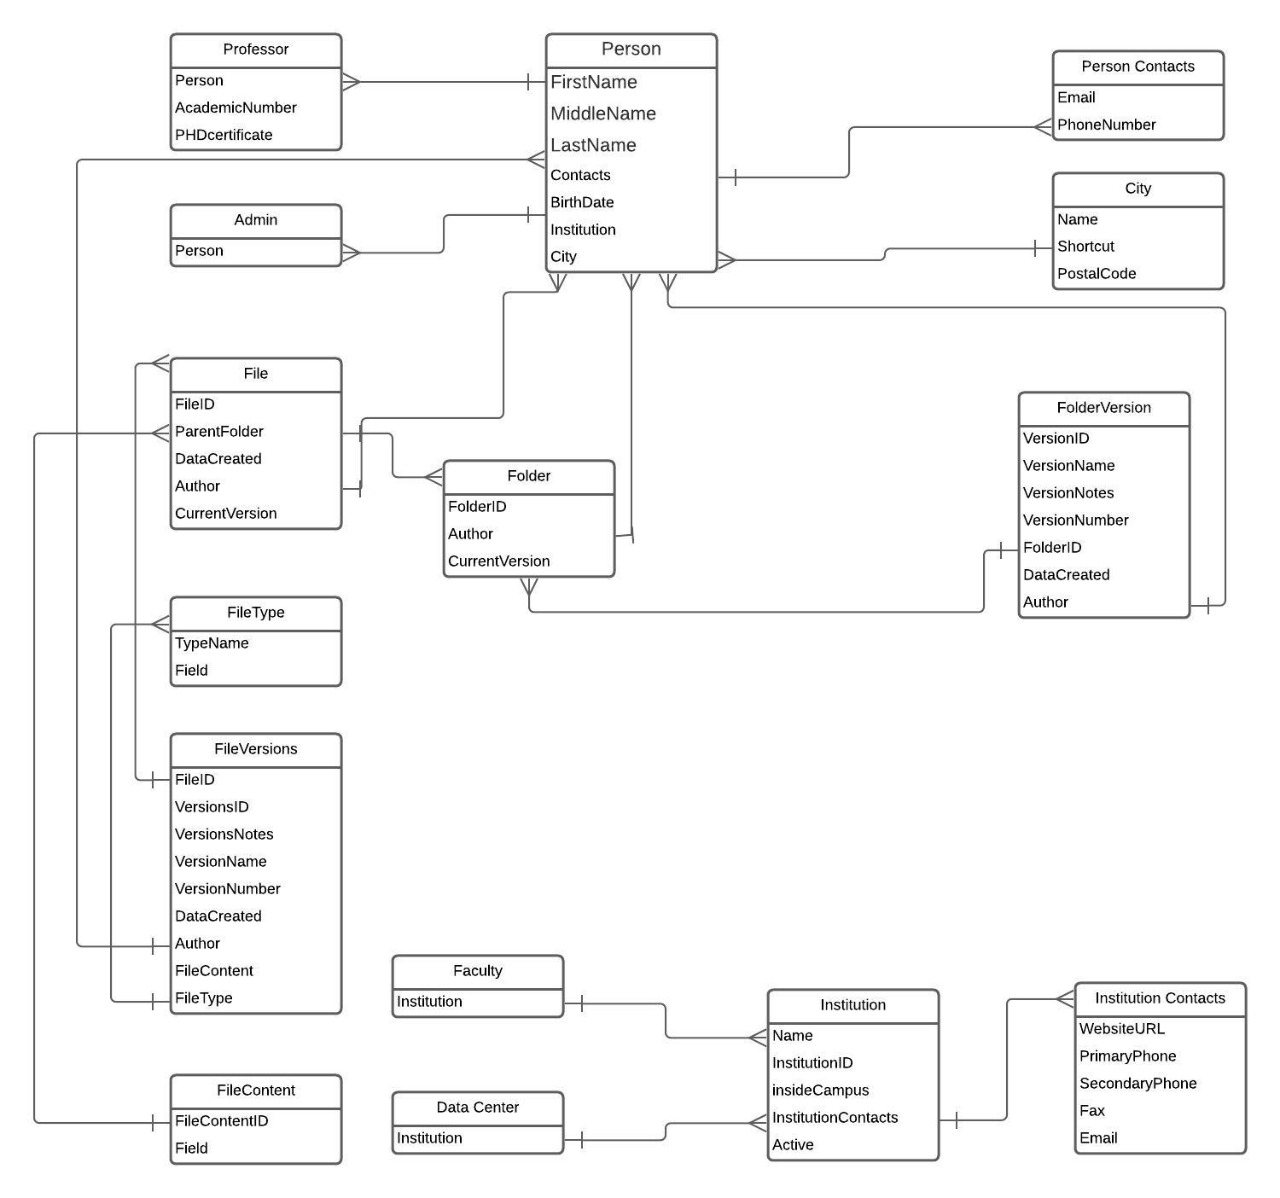 Professor
Person
AcademicNumber
PHDcertificate
Person
FirstName
MiddleName
LastName
Contacts
BirthDate
Institution
City
Person Contacts
Email
PhoneNumber
City
Name
Shortcut
PostalCode
Admin
Person
File
FileID
ParentFolder
DataCreated
Author
CurrentVersion
Folder
FolderID
Author
CurrentVersion
FolderVersion
VersionID
VersionName
VersionNotes
VersionNumber
FolderID
DataCreated
Author
FileType
TypeName
Field
FileVersions
FileID
VersionsID
VersionsNotes
VersionName
VersionNumber
DataCreated
Author
FileContent
FileType
FileContent
FileContentID
Field
Faculty
Institution
Data Center
Institution
Institution
Name
InstitutionID
insideCampus
InstitutionContacts
Active
Institution Contacts
WebsiteURL
PrimaryPhone
SecondaryPhone
Fax
Email